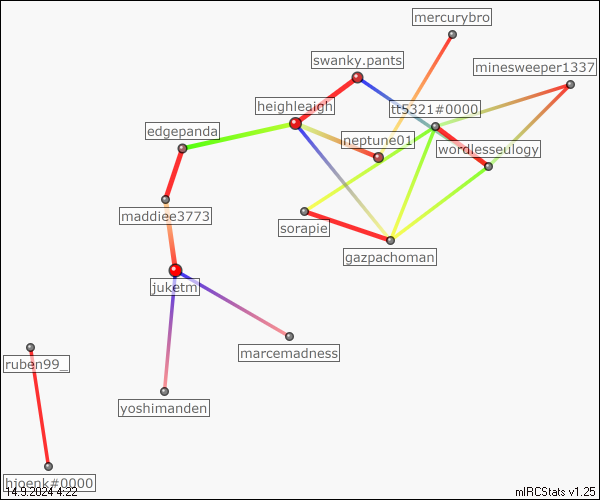 mercurybro
swanky.pants
minesweeper1337
heighleaigh
tt5321#0000
edgepanda
neptune01
wordlesseulogy
maddiee3773
sorapie
gazpachoman
juketm
marcemadness
ruben99_
yoshimanden
hjoenk#0000
14.9.2024 4:22
mIRCStats v1.25